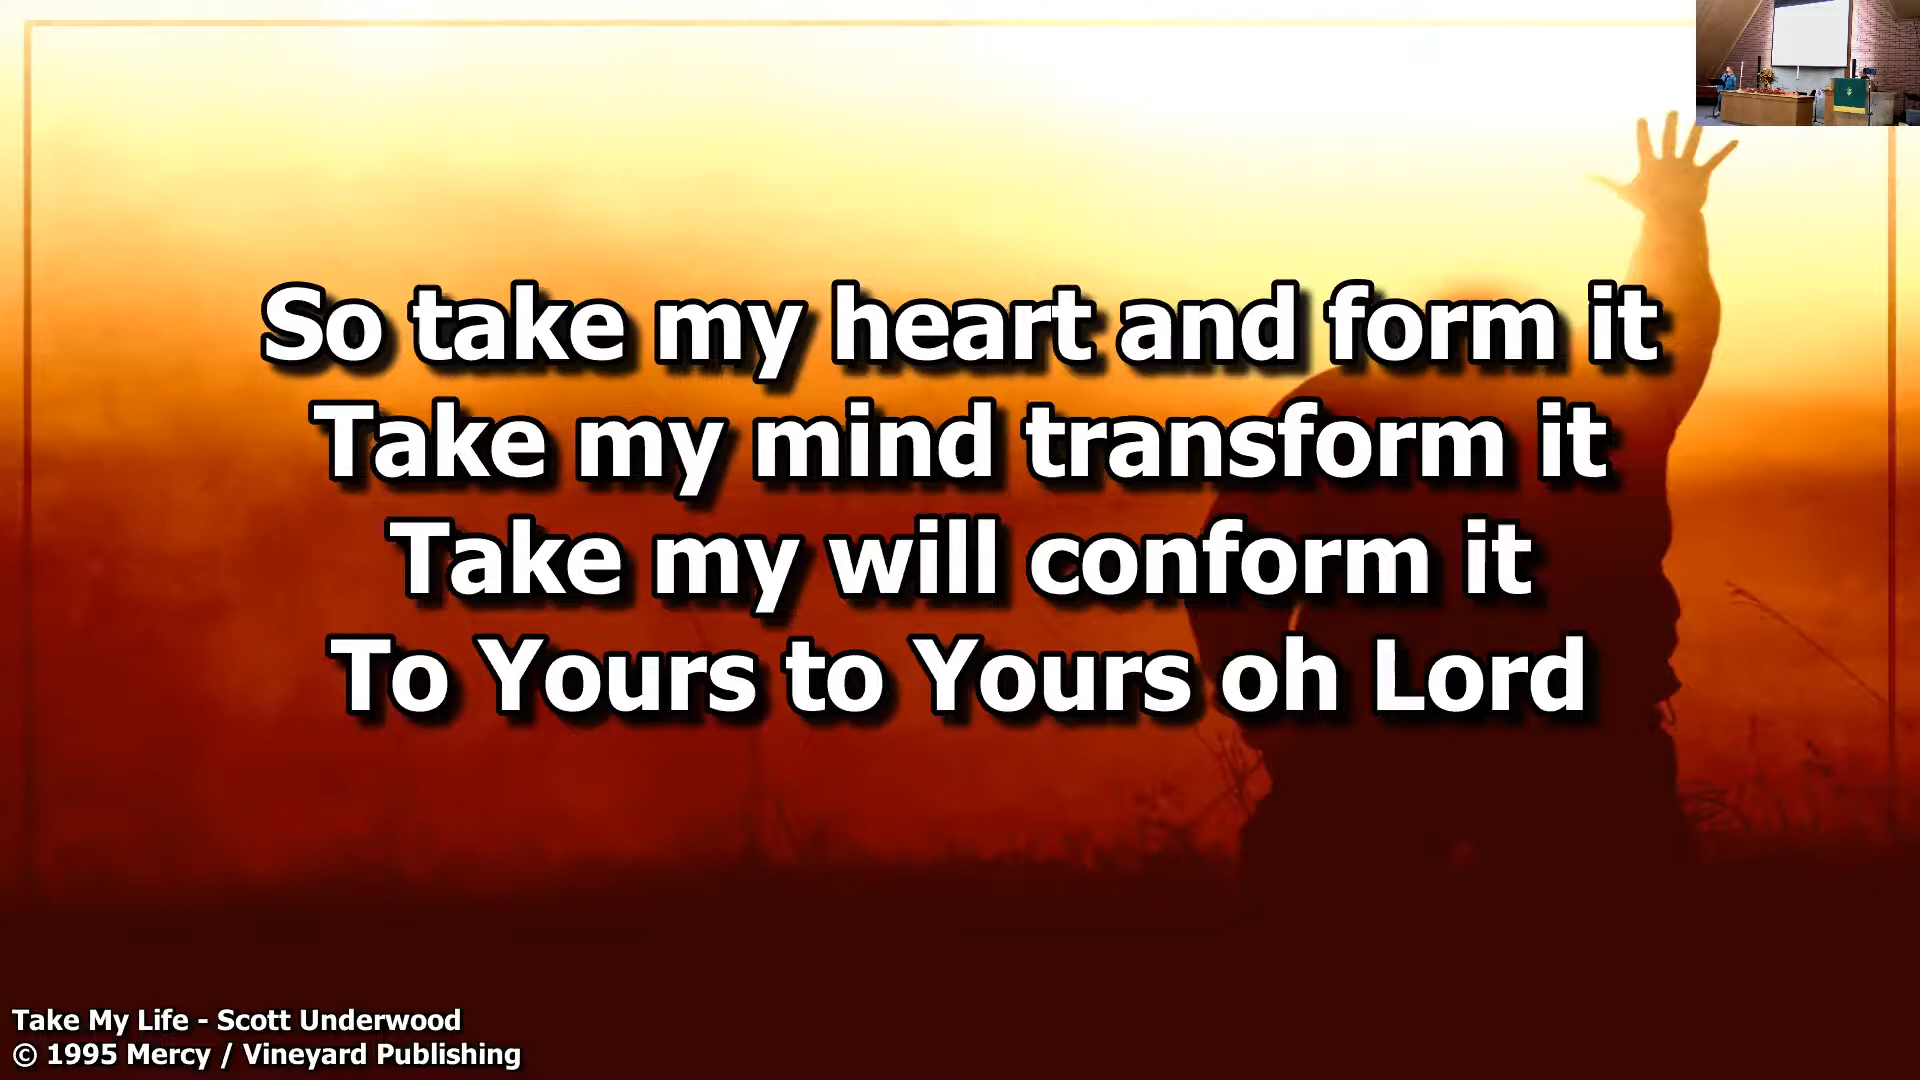 So take my heart and form it
Take my mind transform it
Take my will conform it
To Yours to Yours oh Lord
Take My Life - Scott Underwood
© 1995 Mercy / Vineyard Publishing